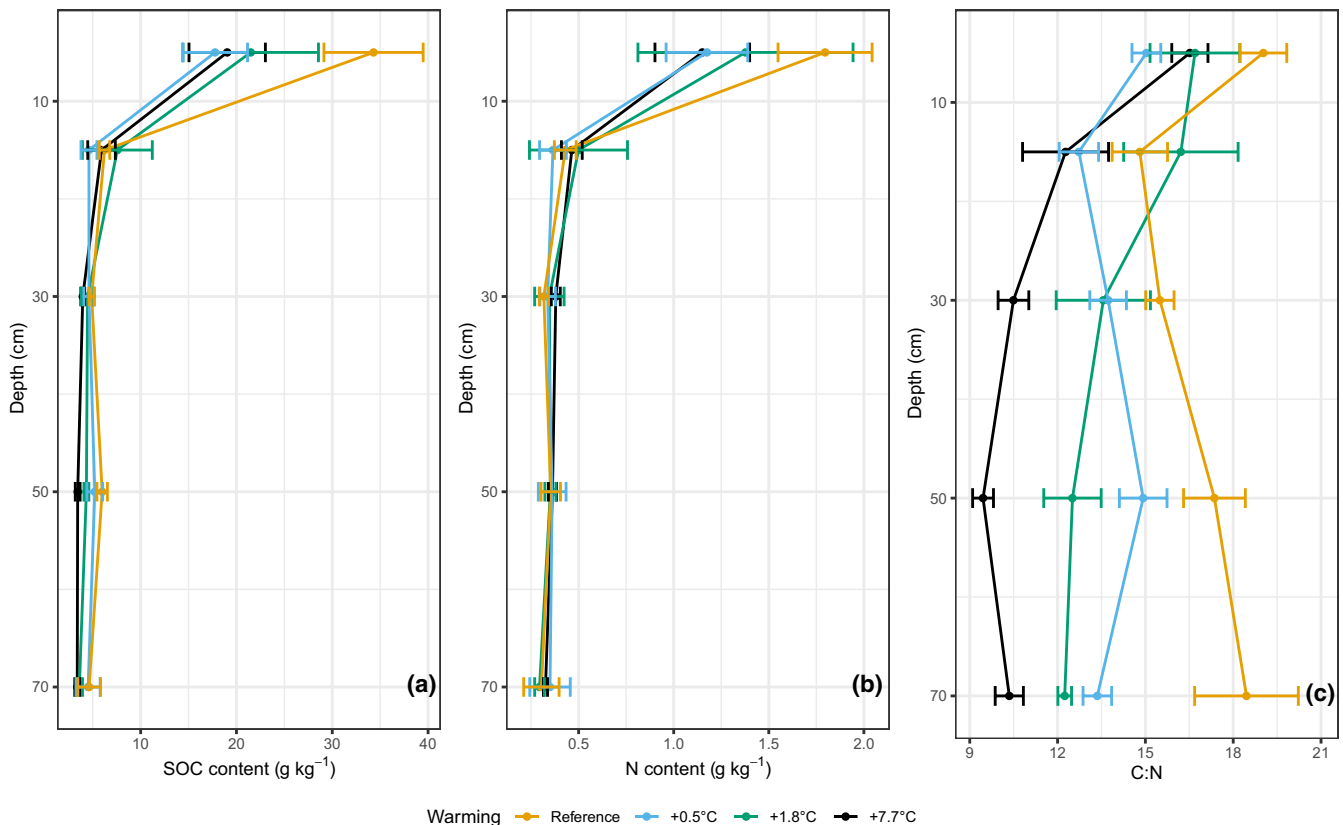 Depth (cm)
10
30
50
70
(a)
10
20
30
40
SOC content (g kg⁻¹)
Depth (cm)
10
30
50
70
(b)
0.5
1.0
1.5
2.0
N content (g kg⁻¹)
Depth (cm)
10
30
50
70
(c)
9
12
15
18
21
C:N
Warming Reference +0.5°C +1.8°C +7.7°C